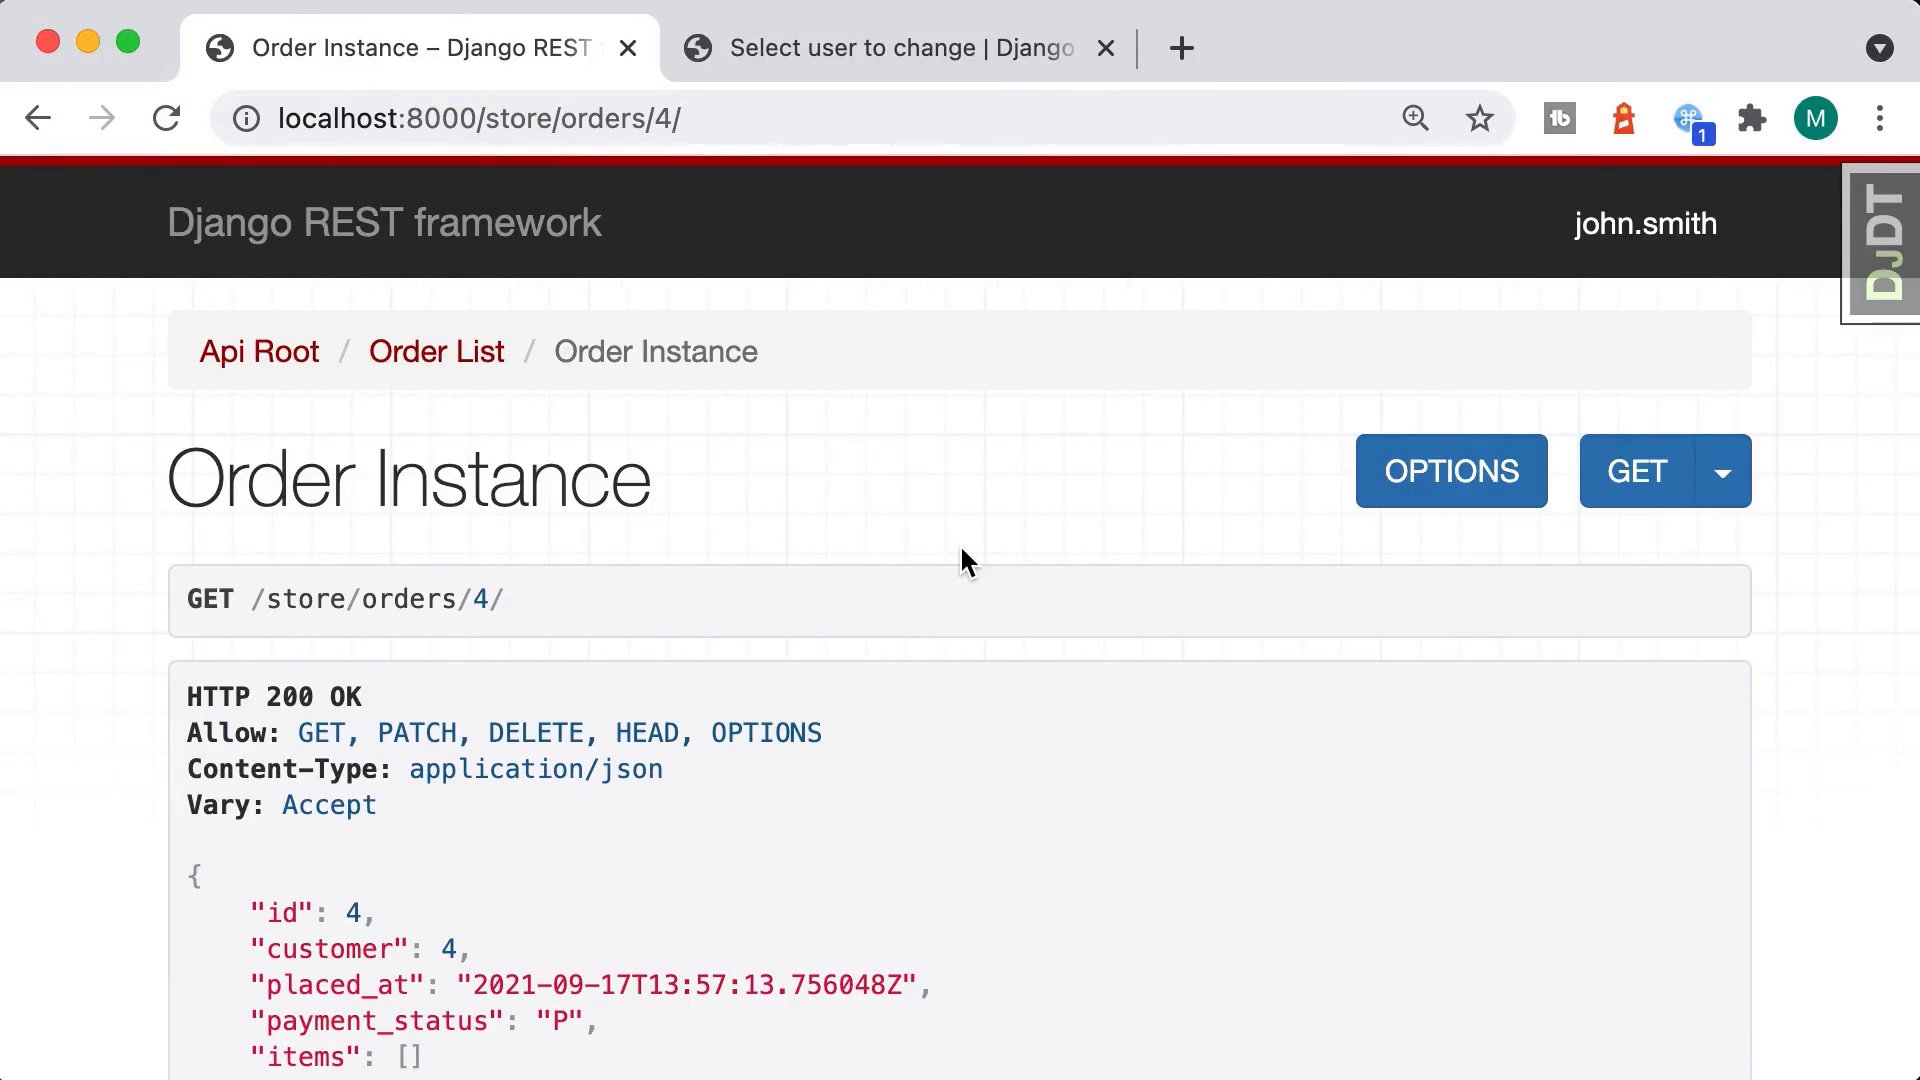 Order Instance – Django REST
Select user to change | Django
localhost:8000/store/orders/4/
1
M
Django REST framework
john.smith
DJDT
Api Root / Order List / Order Instance
Order Instance
OPTIONS
GET
GET /store/orders/4/
HTTP 200 OK
Allow: GET, PATCH, DELETE, HEAD, OPTIONS
Content-Type: application/json
Vary: Accept
{
"id": 4,
"customer": 4,
"placed_at": "2021-09-17T13:57:13.756048Z",
"payment_status": "P",
"items": []